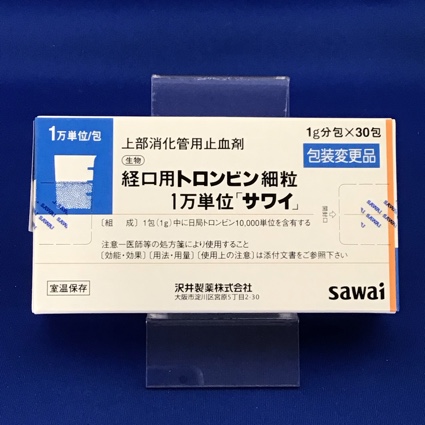 1万単位/包
上部消化管用止血剤
1g分包×30包
生物
包装変更品
経口用トロンビン細粒
1万単位「サワイ」
〔組 成〕1包(1g)中に日局トロンビン10,000単位を含有する
注意－医師等の処方箋により使用すること
〔効能・効果〕〔用法・用量〕〔使用上の注意〕は添付文書をご参照下さい
室温保存
沢井製薬株式会社
大阪市淀川区宮原5丁目2-30
sawai
SAWAI
SAWAI
SAWAI
SAWAI